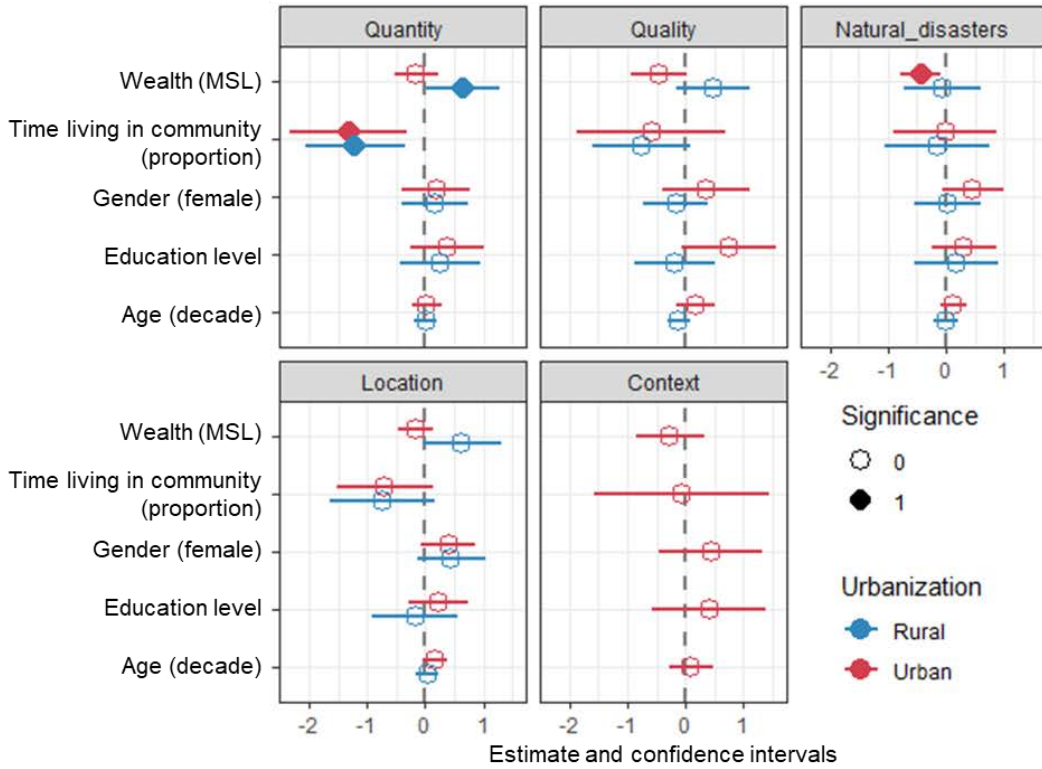 Quantity
Quality
Natural_disasters
Wealth (MSL)
Time living in community
(proportion)
Gender (female)
Education level
Age (decade)
-2 -1 0 1
Location
Context
Wealth (MSL)
Time living in community
(proportion)
Gender (female)
Education level
Age (decade)
-2 -1 0 1
-2 -1 0 1
Estimate and confidence intervals
Significance
0
1
Urbanization
Rural
Urban